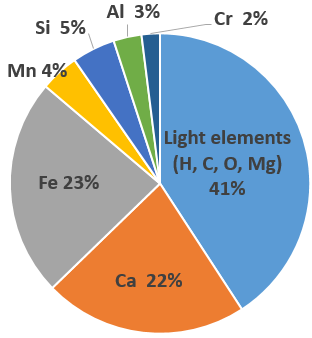 Al 3%
Cr 2%
Si 5%
Mn 4%
Light elements
(H, C, O, Mg)
41%
Fe 23%
Ca 22%